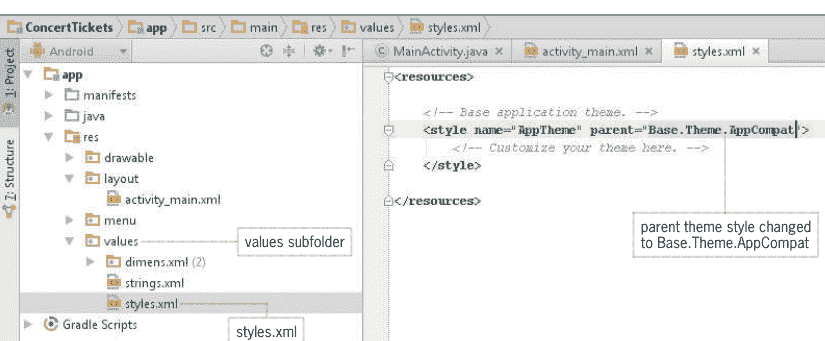 ConcertTickets app src main res values styles.xml
1: Project
7: Structure
Android
app
manifests
java
res
drawable
layout
activity_main.xml
menu
values
values subfolder
dimens.xml (2)
strings.xml
styles.xml
styles.xml
Gradle Scripts
MainActivity.java × activity_main.xml × styles.xml ×
<resources>
<!-- Base application theme. -->
<style name="AppTheme" parent="Base.Theme.AppCompat">
<!-- Customize your theme here. -->
</style>
</resources>
parent theme style changed
to Base.Theme.AppCompat